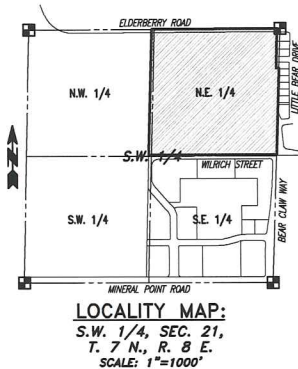 ELDERBERRY ROAD
N.W. 1/4
N.E. 1/4
LITTLE BEAR DRIVE
N
S.W. 1/4
WILRICH STREET
S.W. 1/4
S.E. 1/4
BEAR CLAW WAY
MINERAL POINT ROAD
LOCALITY MAP:
S.W. 1/4, SEC. 21,
T. 7 N., R. 8 E.
SCALE: 1"=1000'